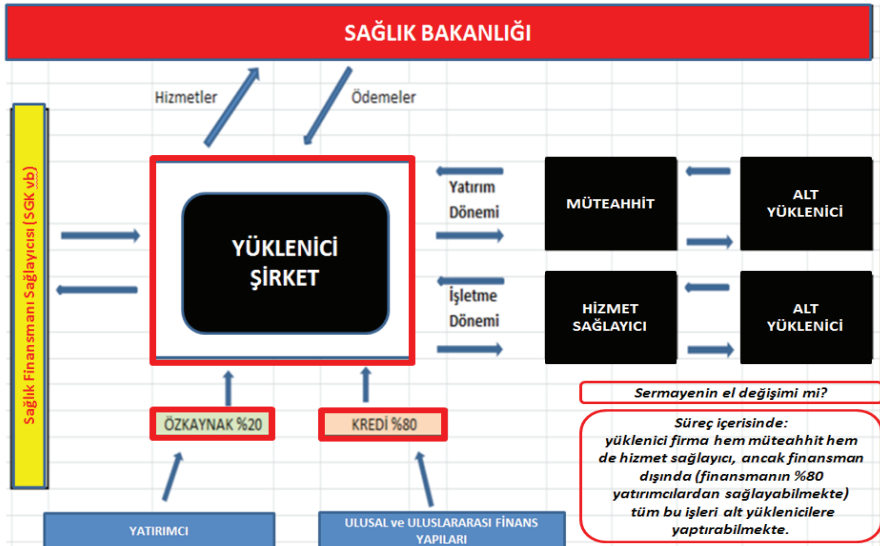 SAĞLIK BAKANLIĞI
Hizmetler
Ödemeler
Sağlık Finansmanı Sağlayıcısı (SGK vb)
YÜKLENİCİ
ŞİRKET
Yatırım
Dönemi
MÜTEAHHİT
ALT
YÜKLENİCİ
İşletme
Dönemi
HİZMET
SAĞLAYICI
ALT
YÜKLENİCİ
ÖZKAYNAK %20
KREDİ %80
YATIRIMCI
ULUSAL ve ULUSLARARASI FİNANS
YAPILARI
Sermayenin el değişimi mi?
Süreç içerisinde:
yüklenici firma hem müteahhit hem
de hizmet sağlayıcı, ancak finansman
dışında (finansmanın %80
yatırımcılardan sağlayabilmekte)
tüm bu işleri alt yüklenicilere
yaptırabilmekte.